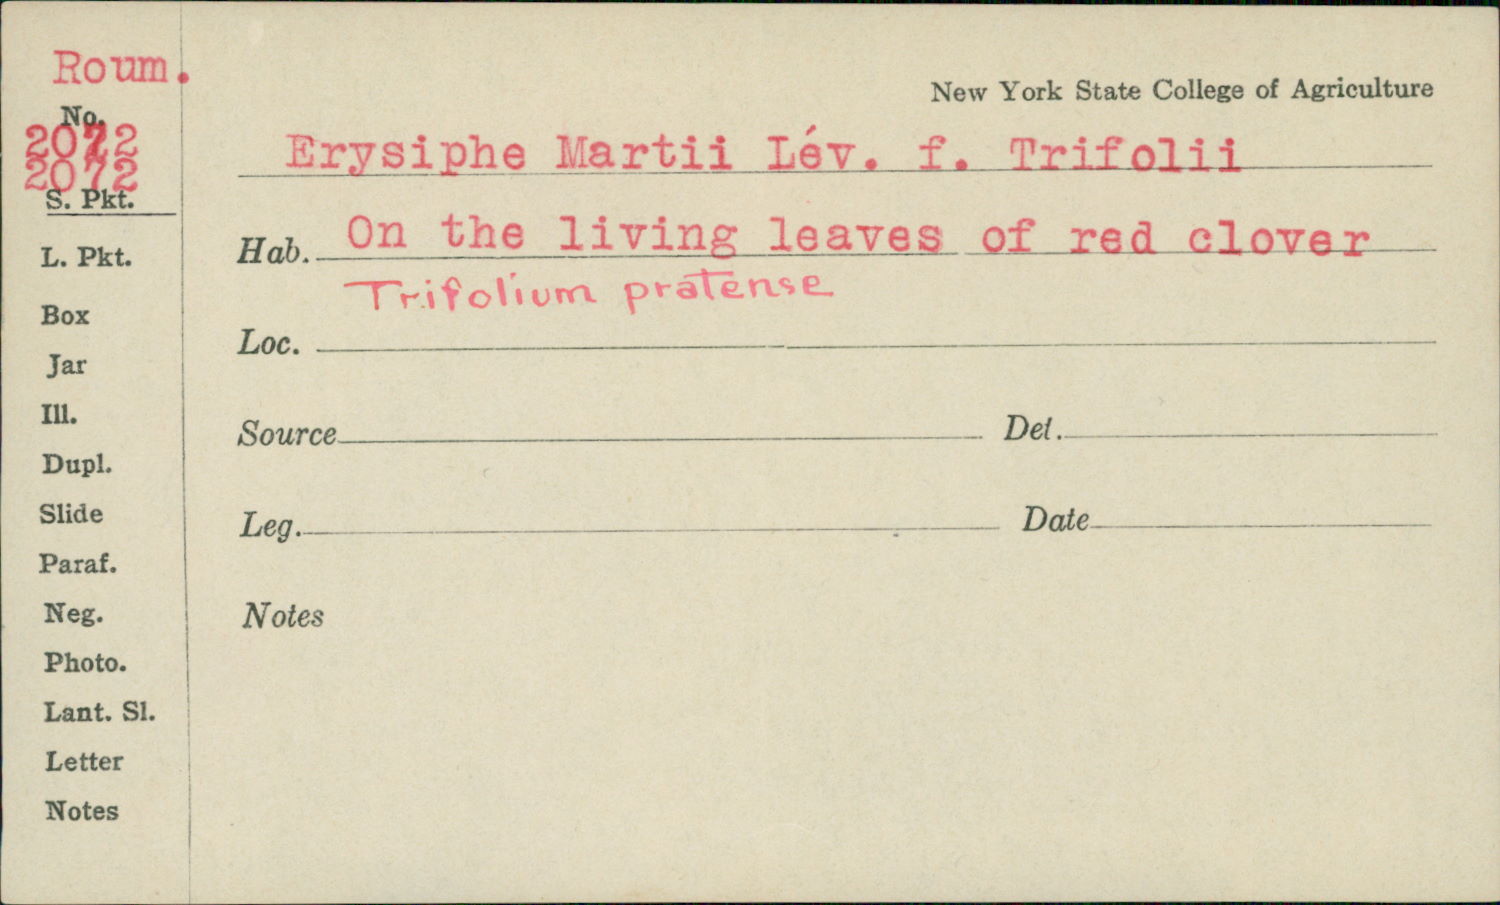 Roum.
New York State College of Agriculture
No.
2072
2072
Erysiphe Martii Lév. f. Trifolii
S. Pkt.
Hab. On the living leaves of red clover
Trifolium pratense
L. Pkt.
Box
Loc.
Jar
Ill.
Source Det.
Dupl.
Slide
Leg. Date
Paraf.
Neg.
Notes
Photo.
Lant. Sl.
Letter
Notes